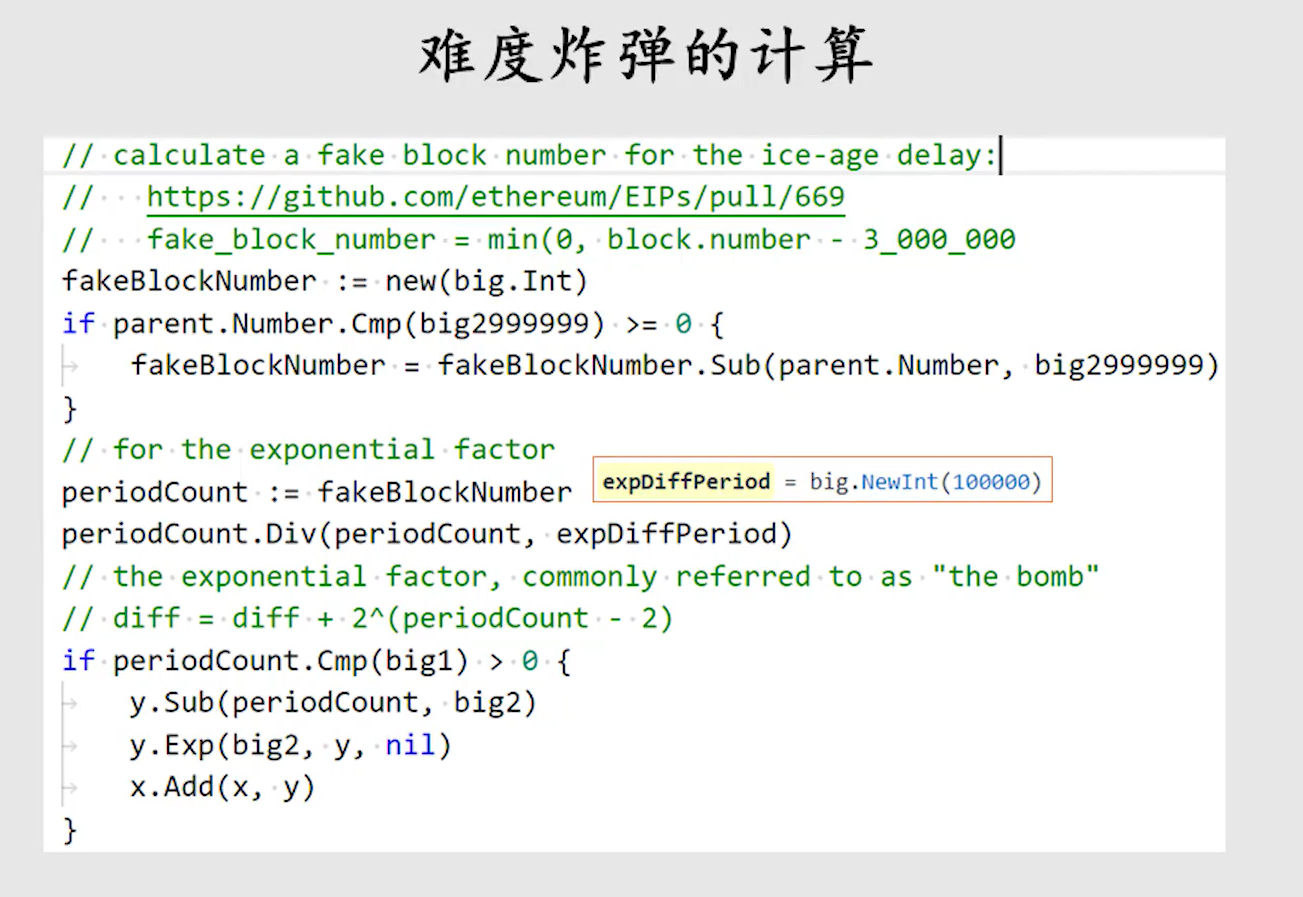 难度炸弹的计算
// calculate a fake block number for the ice-age delay:
//   https://github.com/ethereum/EIPs/pull/669
//   fake_block_number = min(0, block.number - 3_000_000
fakeBlockNumber := new(big.Int)
if parent.Number.Cmp(big2999999) >= 0 {
    fakeBlockNumber = fakeBlockNumber.Sub(parent.Number, big2999999)
}
// for the exponential factor
periodCount := fakeBlockNumber
expDiffPeriod = big.NewInt(100000)
periodCount.Div(periodCount, expDiffPeriod)
// the exponential factor, commonly referred to as "the bomb"
// diff = diff + 2^(periodCount - 2)
if periodCount.Cmp(big1) > 0 {
    y.Sub(periodCount, big2)
    y.Exp(big2, y, nil)
    x.Add(x, y)
}